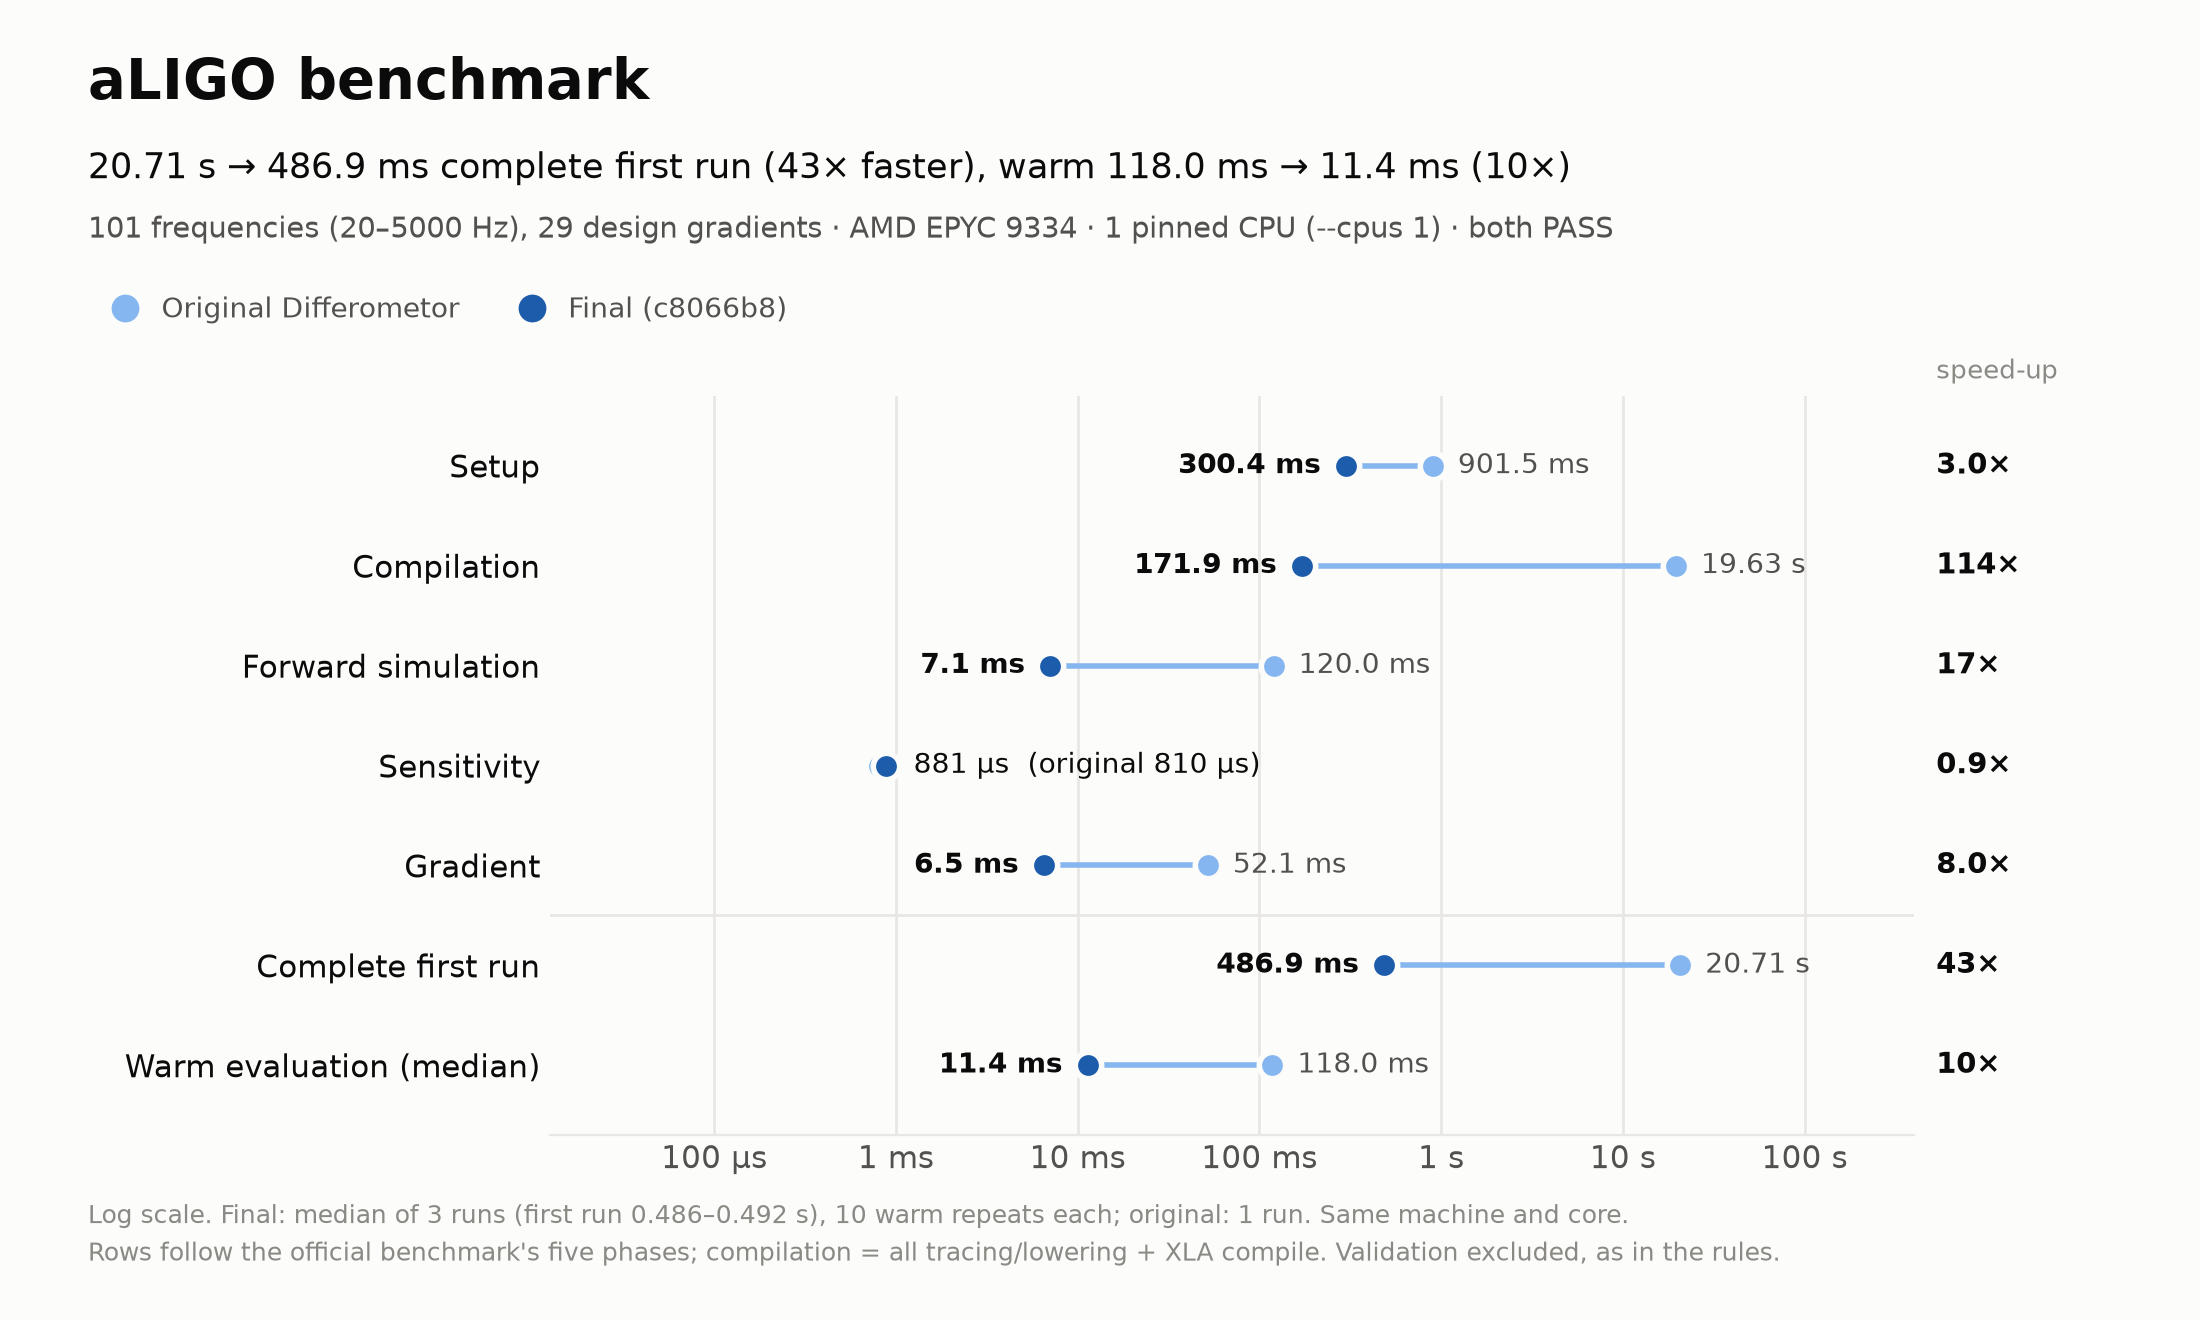 aLIGO benchmark
20.71 s → 486.9 ms complete first run (43× faster), warm 118.0 ms → 11.4 ms (10×)
101 frequencies (20–5000 Hz), 29 design gradients · AMD EPYC 9334 · 1 pinned CPU (--cpus 1) · both PASS
Original Differometor Final (c8066b8)
speed-up
Setup 300.4 ms 901.5 ms 3.0×
Compilation 171.9 ms 19.63 s 114×
Forward simulation 7.1 ms 120.0 ms 17×
Sensitivity 881 µs (original 810 µs) 0.9×
Gradient 6.5 ms 52.1 ms 8.0×
Complete first run 486.9 ms 20.71 s 43×
Warm evaluation (median) 11.4 ms 118.0 ms 10×
100 µs 1 ms 10 ms 100 ms 1 s 10 s 100 s
Log scale. Final: median of 3 runs (first run 0.486–0.492 s), 10 warm repeats each; original: 1 run. Same machine and core.
Rows follow the official benchmark's five phases; compilation = all tracing/lowering + XLA compile. Validation excluded, as in the rules.